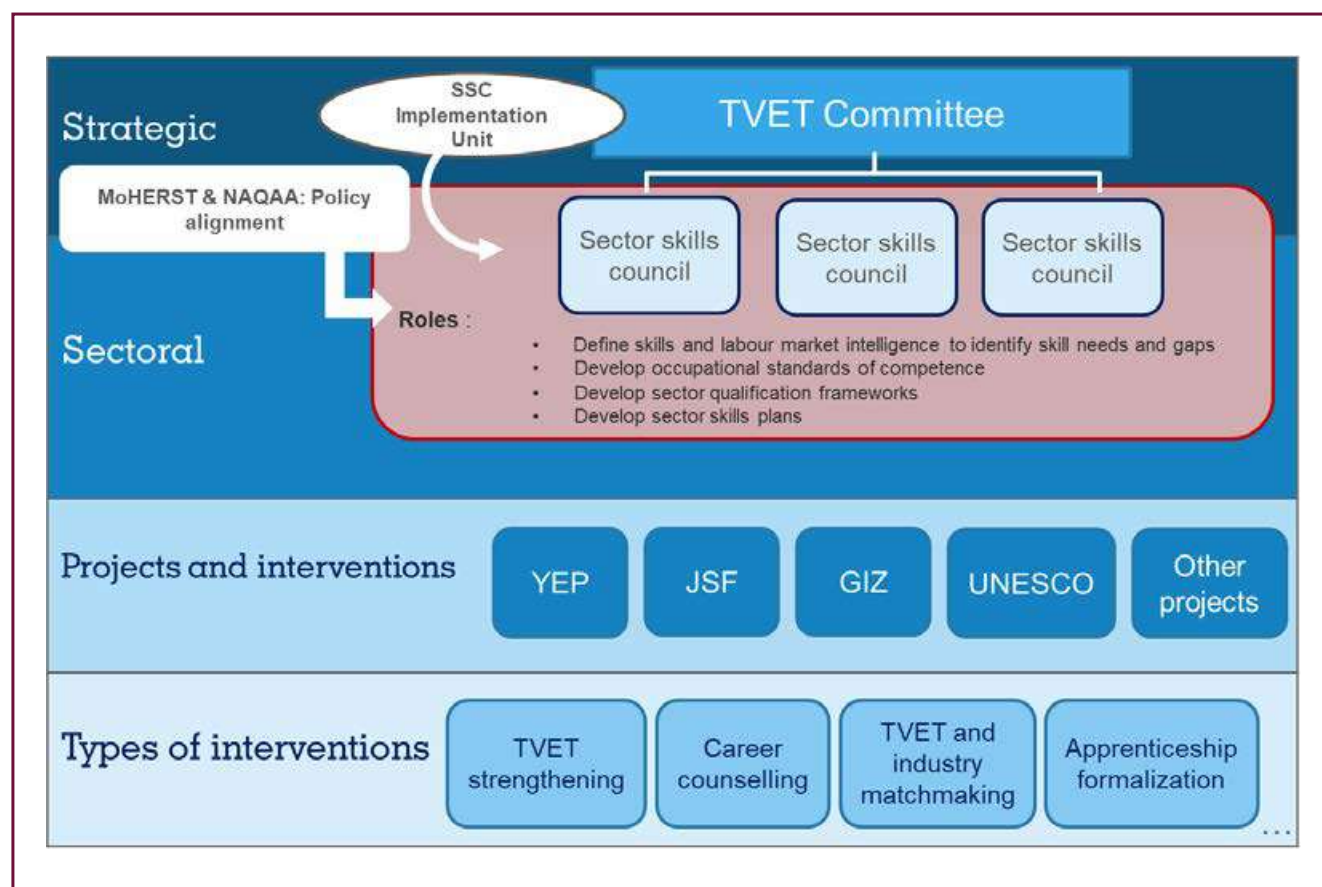 Strategic
SSC
Implementation
Unit
TVET Committee
MoHERST & NAQAA: Policy
alignment
Sectoral
Sector skills
council
Sector skills
council
Sector skills
council
Roles :
• Define skills and labour market intelligence to identify skill needs and gaps
• Develop occupational standards of competence
• Develop sector qualification frameworks
• Develop sector skills plans
Projects and interventions
YEP
JSF
GIZ
UNESCO
Other
projects
Types of interventions
TVET
strengthening
Career
counselling
TVET and
industry
matchmaking
Apprenticeship
formalization
...